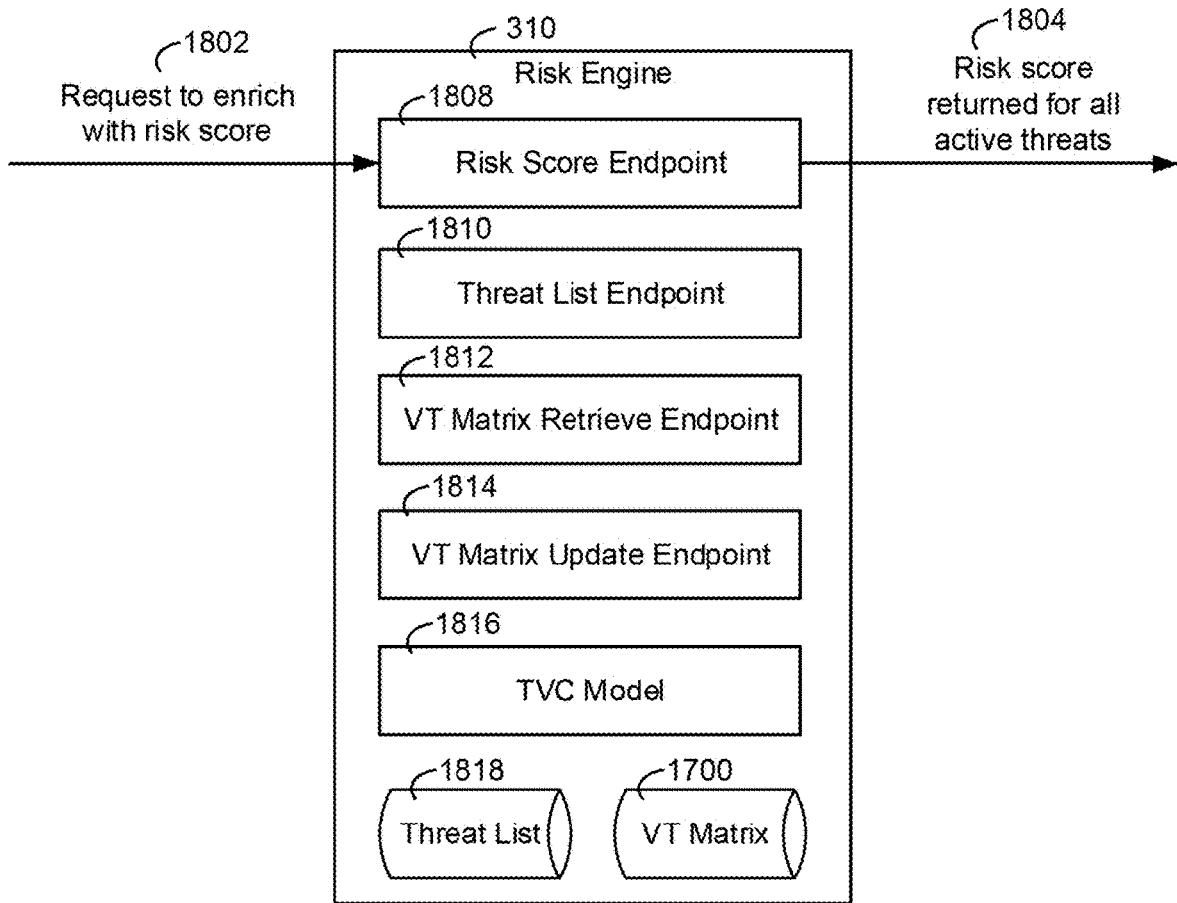 1802
Request to enrich
with risk score
310
Risk Engine
1804
Risk score
returned for all
active threats
1808
Risk Score Endpoint
1810
Threat List Endpoint
1812
VT Matrix Retrieve Endpoint
1814
VT Matrix Update Endpoint
1816
TVC Model
1818
Threat List
1700
VT Matrix